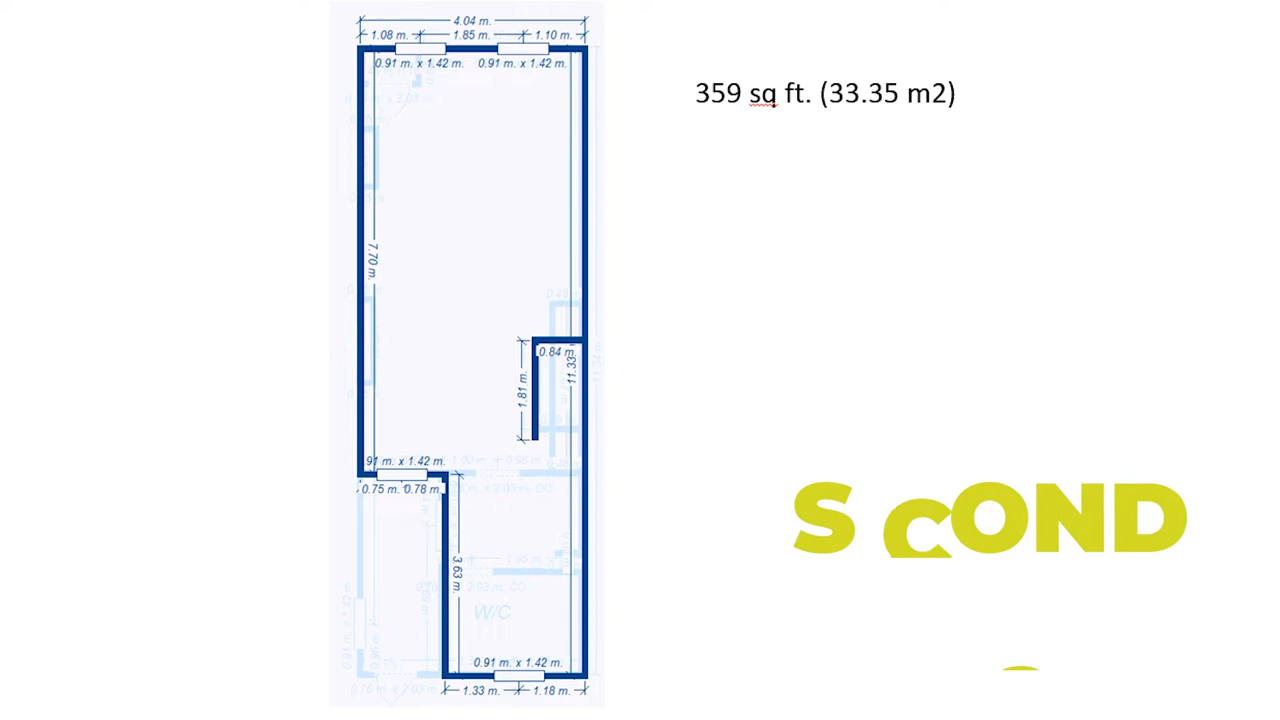 4.04 m.
1.08 m. 1.85 m. 1.10 m.
0.91 m. x 1.42 m. 0.91 m. x 1.42 m.
359 sq ft. (33.35 m2)
7.70 m.
0.84 m.
11.33
1.81 m.
91 m. x 1.42 m.
0.75 m. 0.78 m.
S COND
3.63 m.
W/C
0.91 m. x 1.42 m.
1.33 m. 1.18 m.